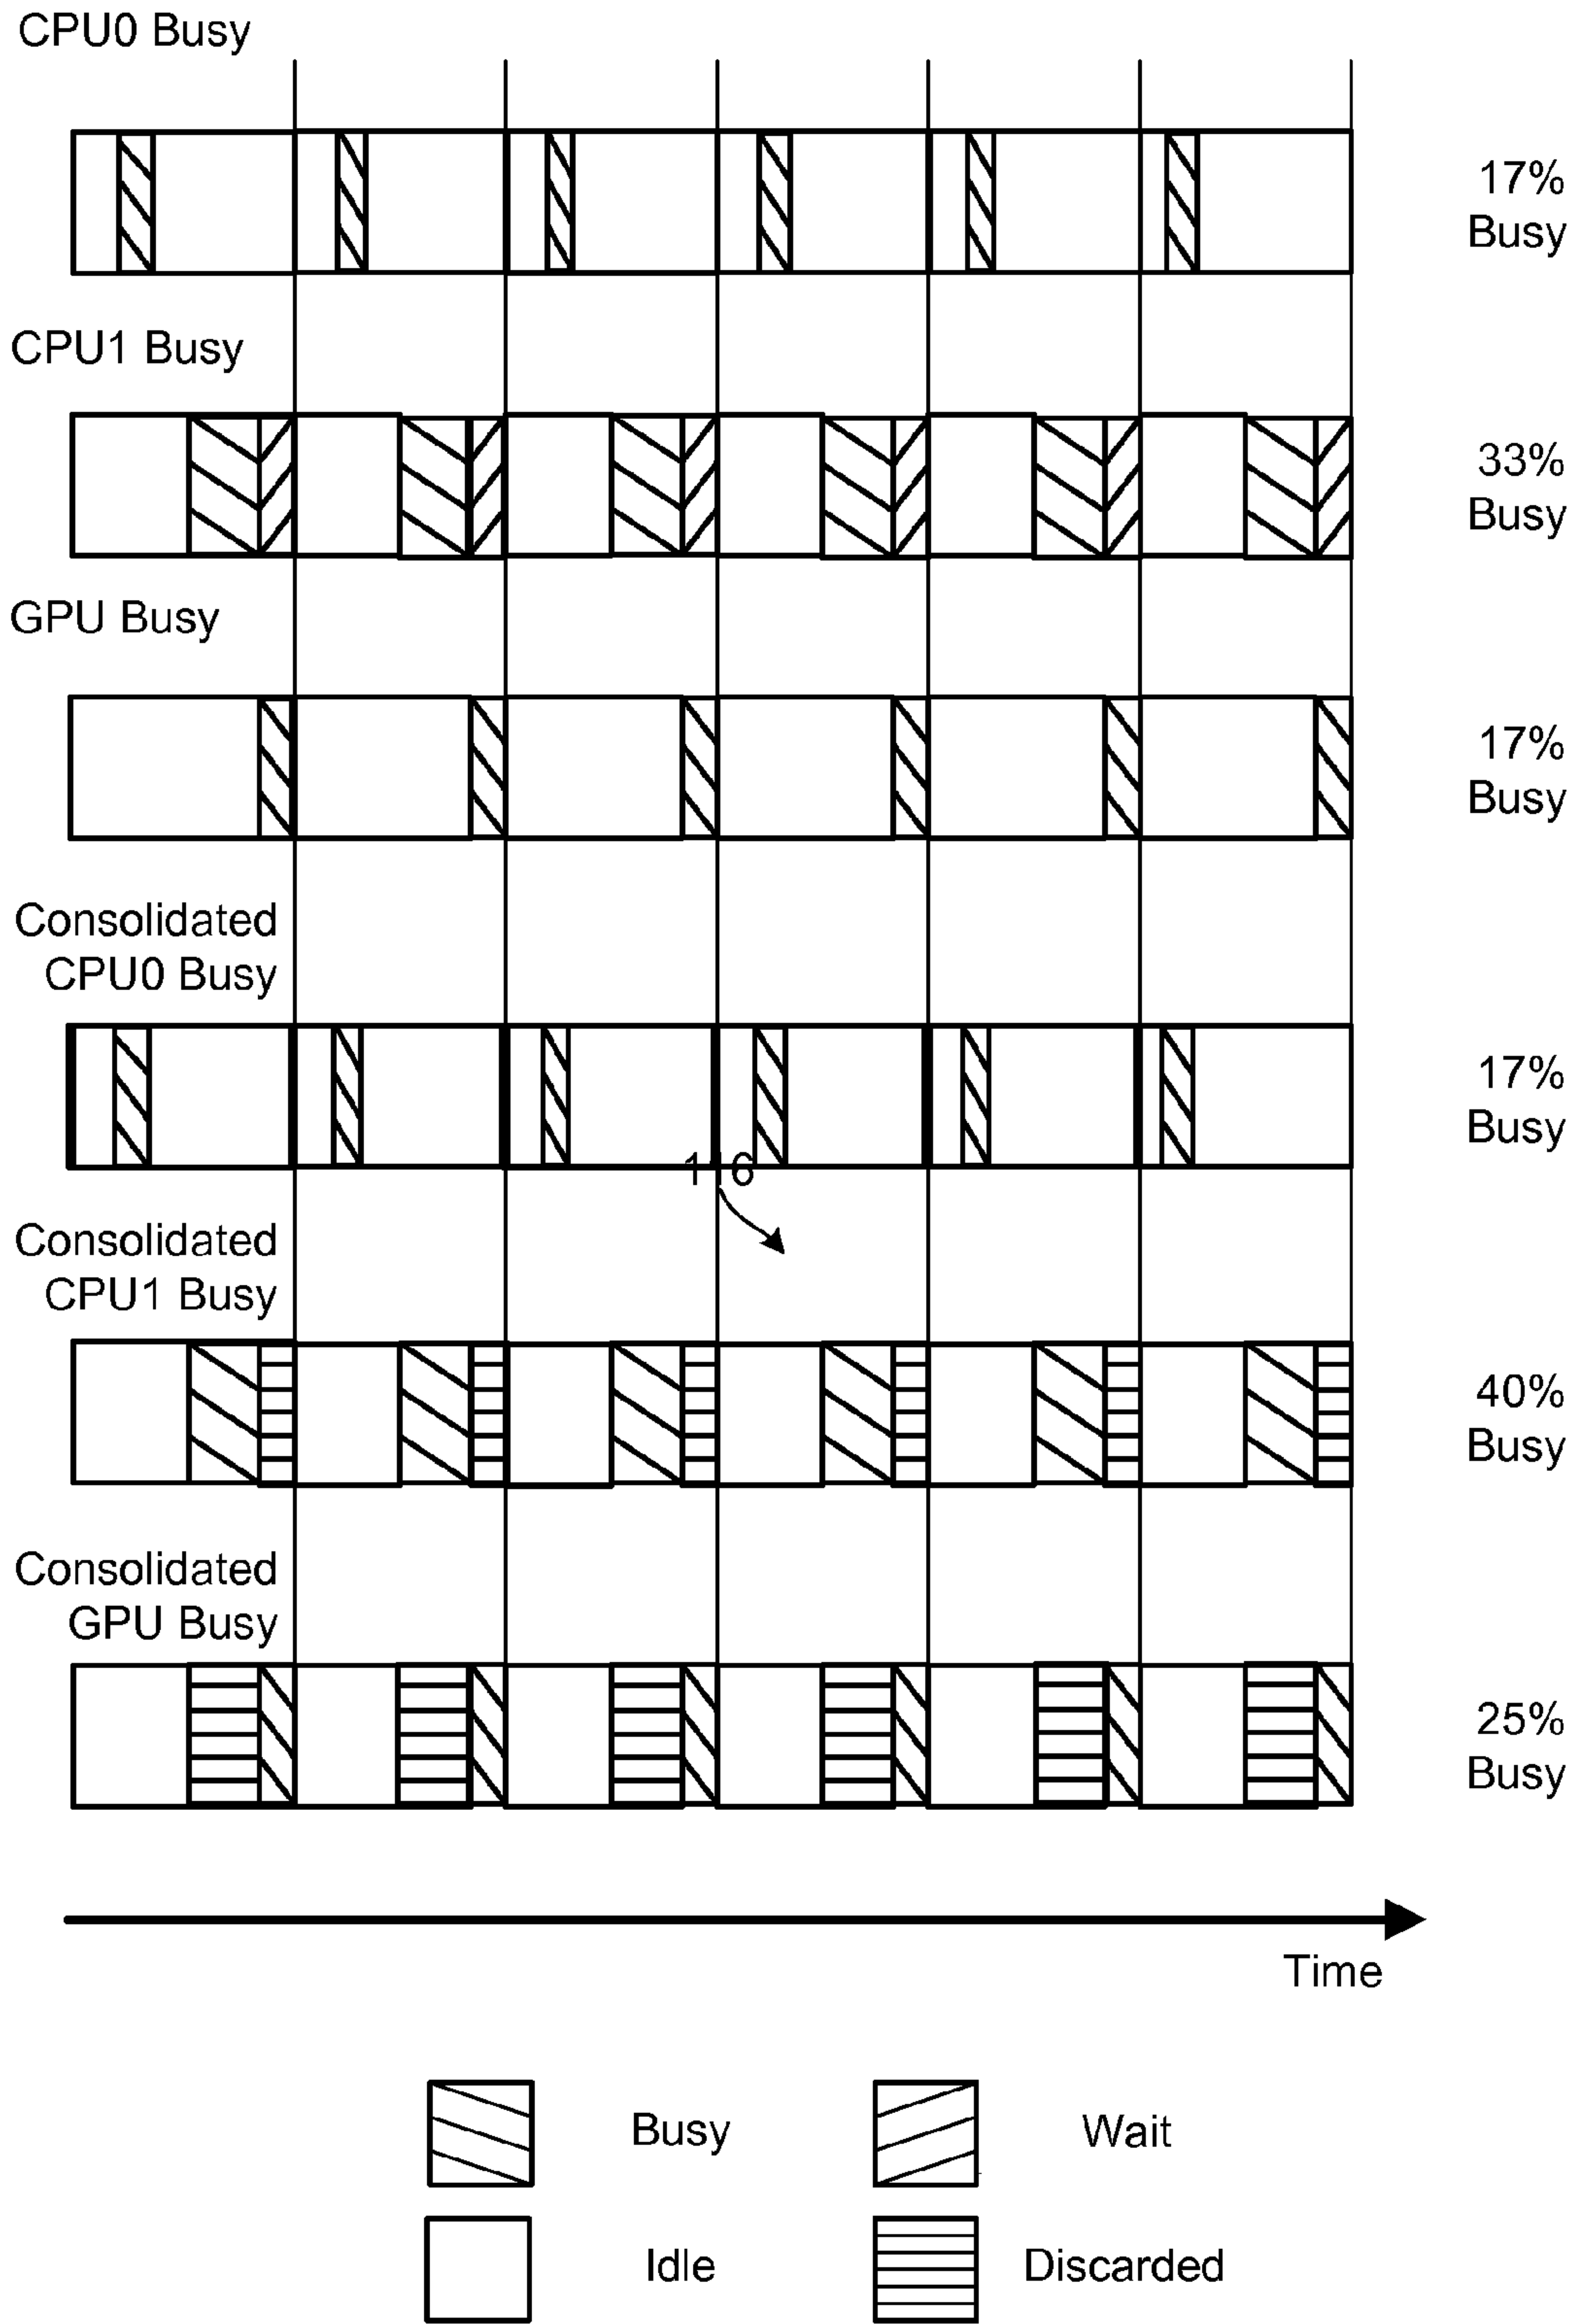 CPU0 Busy
17%
Busy
CPU1 Busy
33%
Busy
GPU Busy
17%
Busy
Consolidated
CPU0 Busy
17%
Busy
116
Consolidated
CPU1 Busy
40%
Busy
Consolidated
GPU Busy
25%
Busy
Time
Busy
Wait
Idle
Discarded